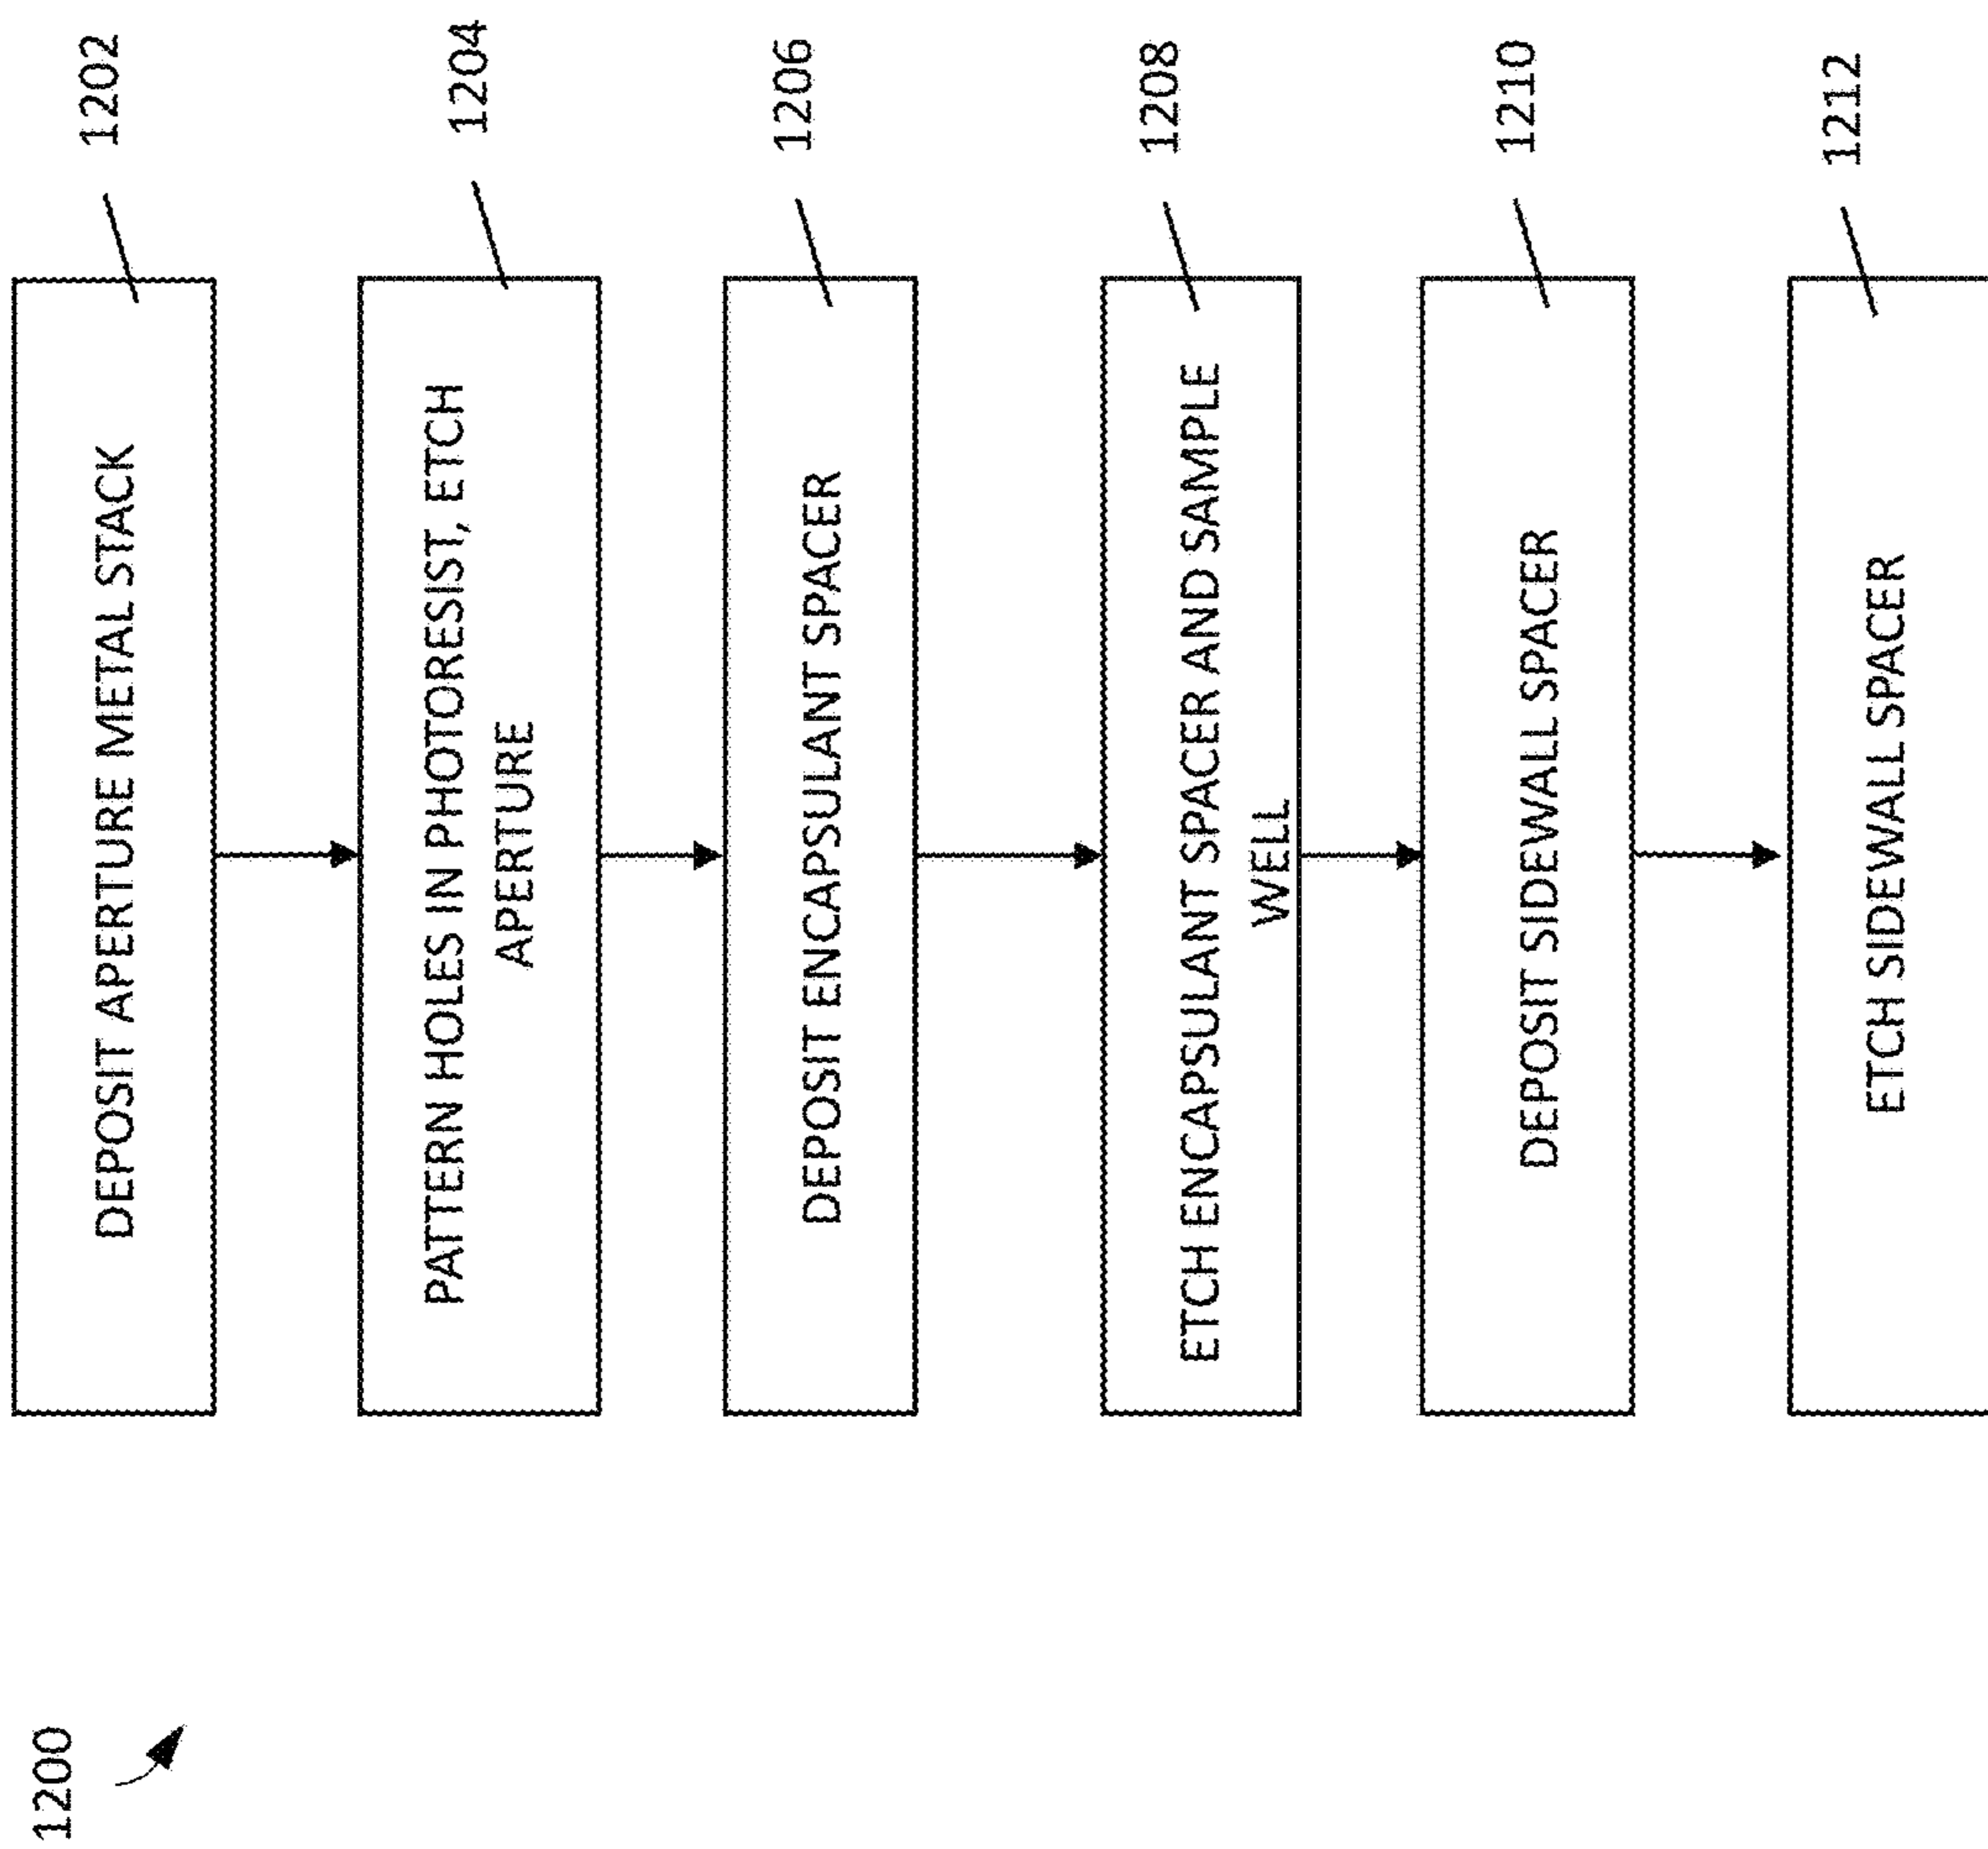 1200
DEPOSIT APERTURE METAL STACK
1202
PATTERN HOLES IN PHOTORESIST, ETCH
APERTURE
1204
DEPOSIT ENCAPSULANT SPACER
1206
ETCH ENCAPSULANT SPACER AND SAMPLE
WELL
1208
DEPOSIT SIDEWALL SPACER
1210
ETCH SIDEWALL SPACER
1212